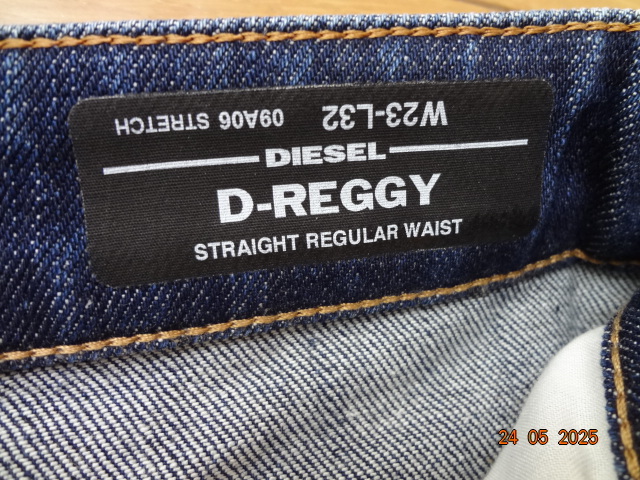 W23-L32 09A06 STRETCH
DIESEL
D-REGGY
STRAIGHT REGULAR WAIST
24 05 2025